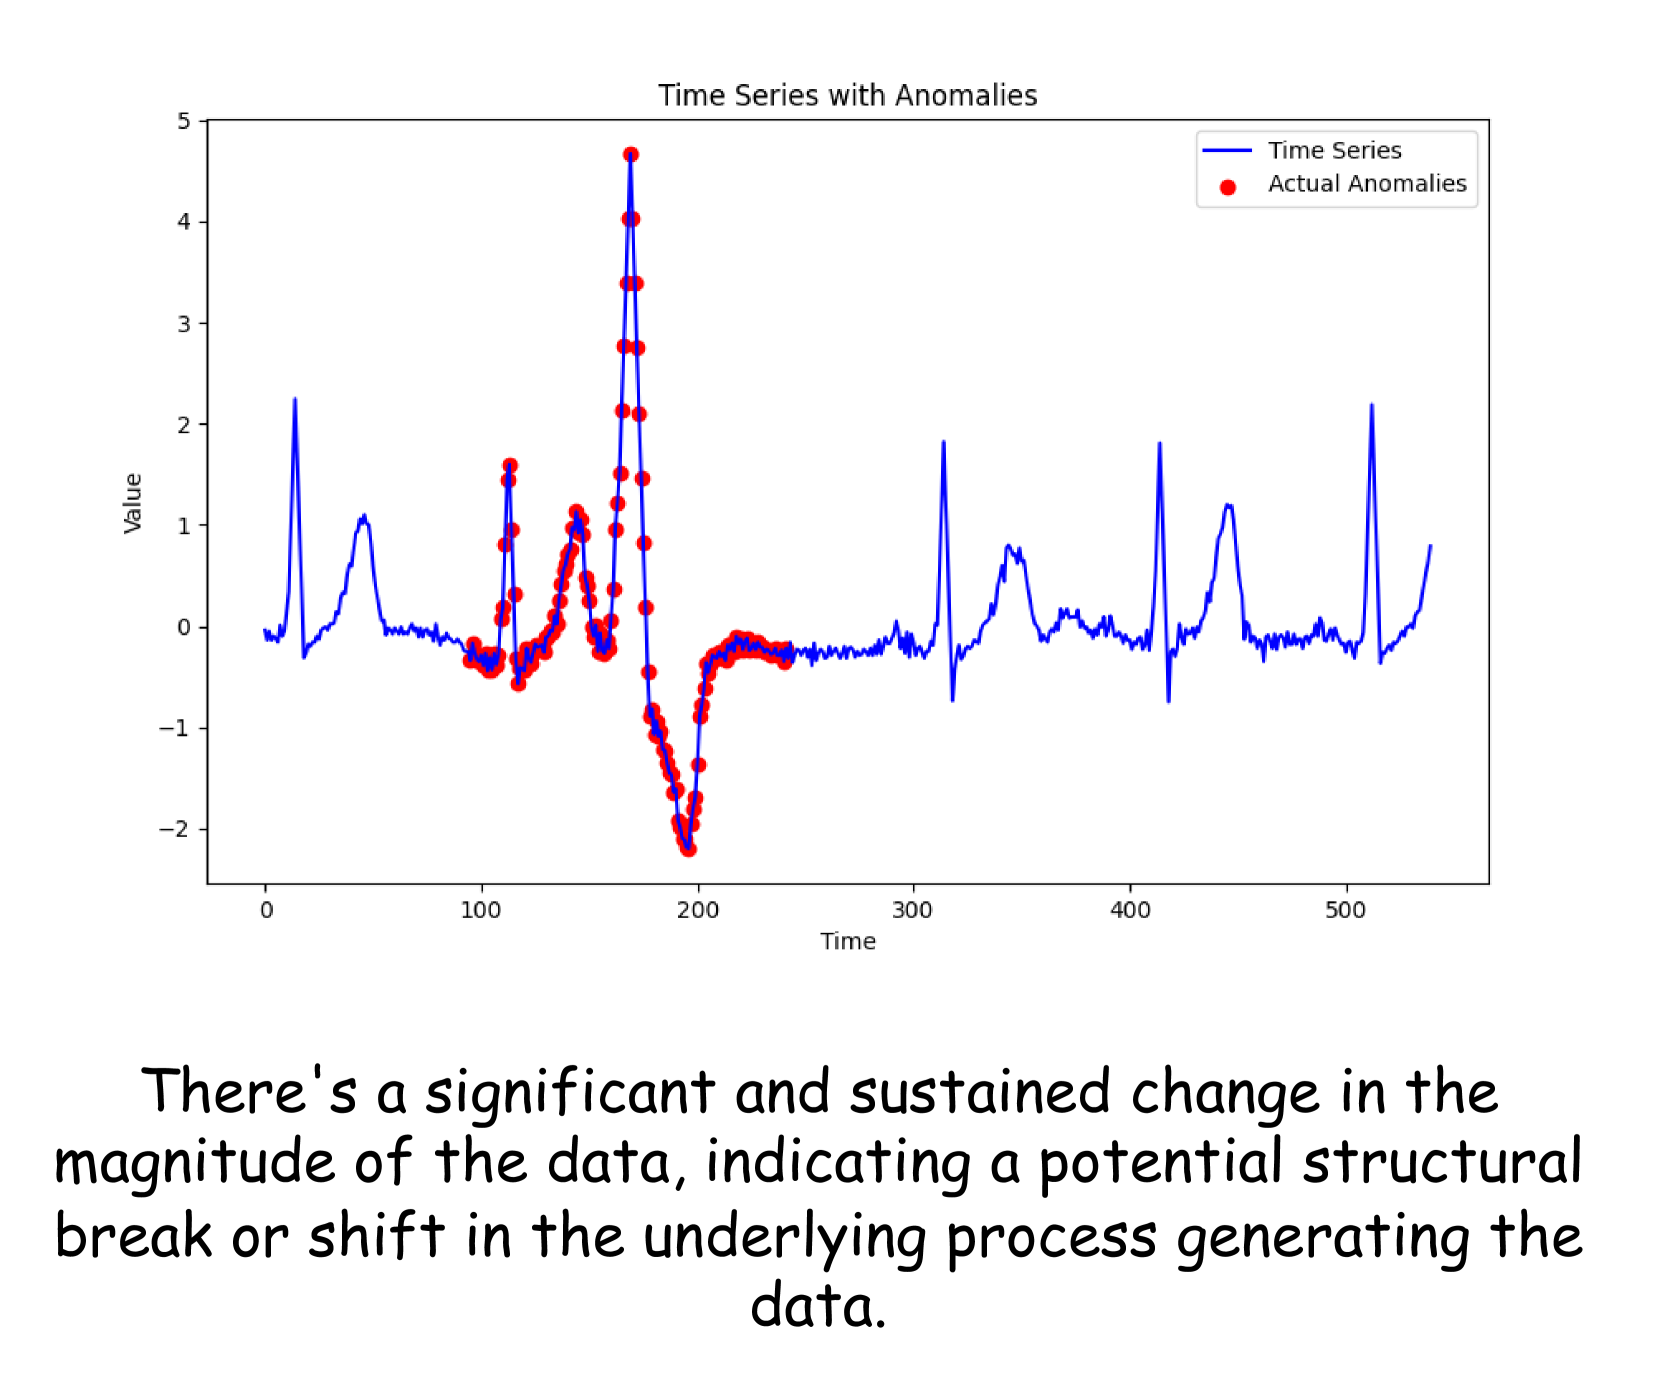 Time Series with Anomalies
Time Series
Actual Anomalies
5
4
3
2
1
0
−1
−2
Value
0 100 200 300 400 500
Time
There's a significant and sustained change in the
magnitude of the data, indicating a potential structural
break or shift in the underlying process generating the
data.